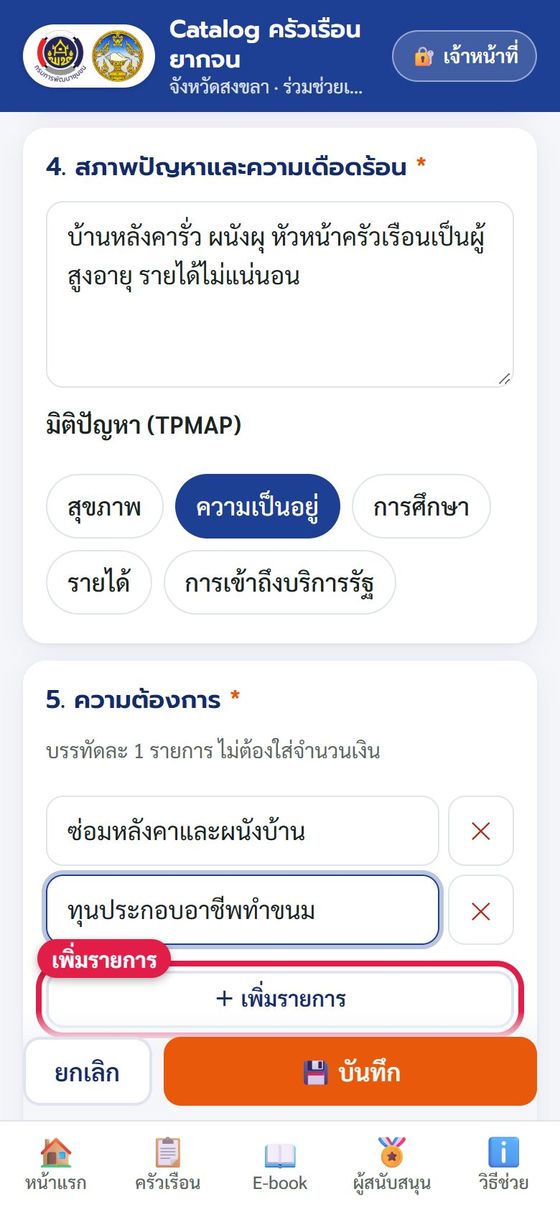 กรมการพัฒนาชุมชน
Catalog ครัวเรือน
ยากจน
จังหวัดสงขลา · ร่วมช่วยเ...
เจ้าหน้าที่
4. สภาพปัญหาและความเดือดร้อน *
บ้านหลังคารั่ว ผนังผุ หัวหน้าครัวเรือนเป็นผู้
สูงอายุ รายได้ไม่แน่นอน
มิติปัญหา (TPMAP)
สุขภาพ ความเป็นอยู่ การศึกษา
รายได้ การเข้าถึงบริการรัฐ
5. ความต้องการ *
บรรทัดละ 1 รายการ ไม่ต้องใส่จำนวนเงิน
ซ่อมหลังคาและผนังบ้าน
ทุนประกอบอาชีพทำขนม
เพิ่มรายการ
+ เพิ่มรายการ
ยกเลิก บันทึก
หน้าแรก ครัวเรือน E-book ผู้สนับสนุน วิธีช่วย